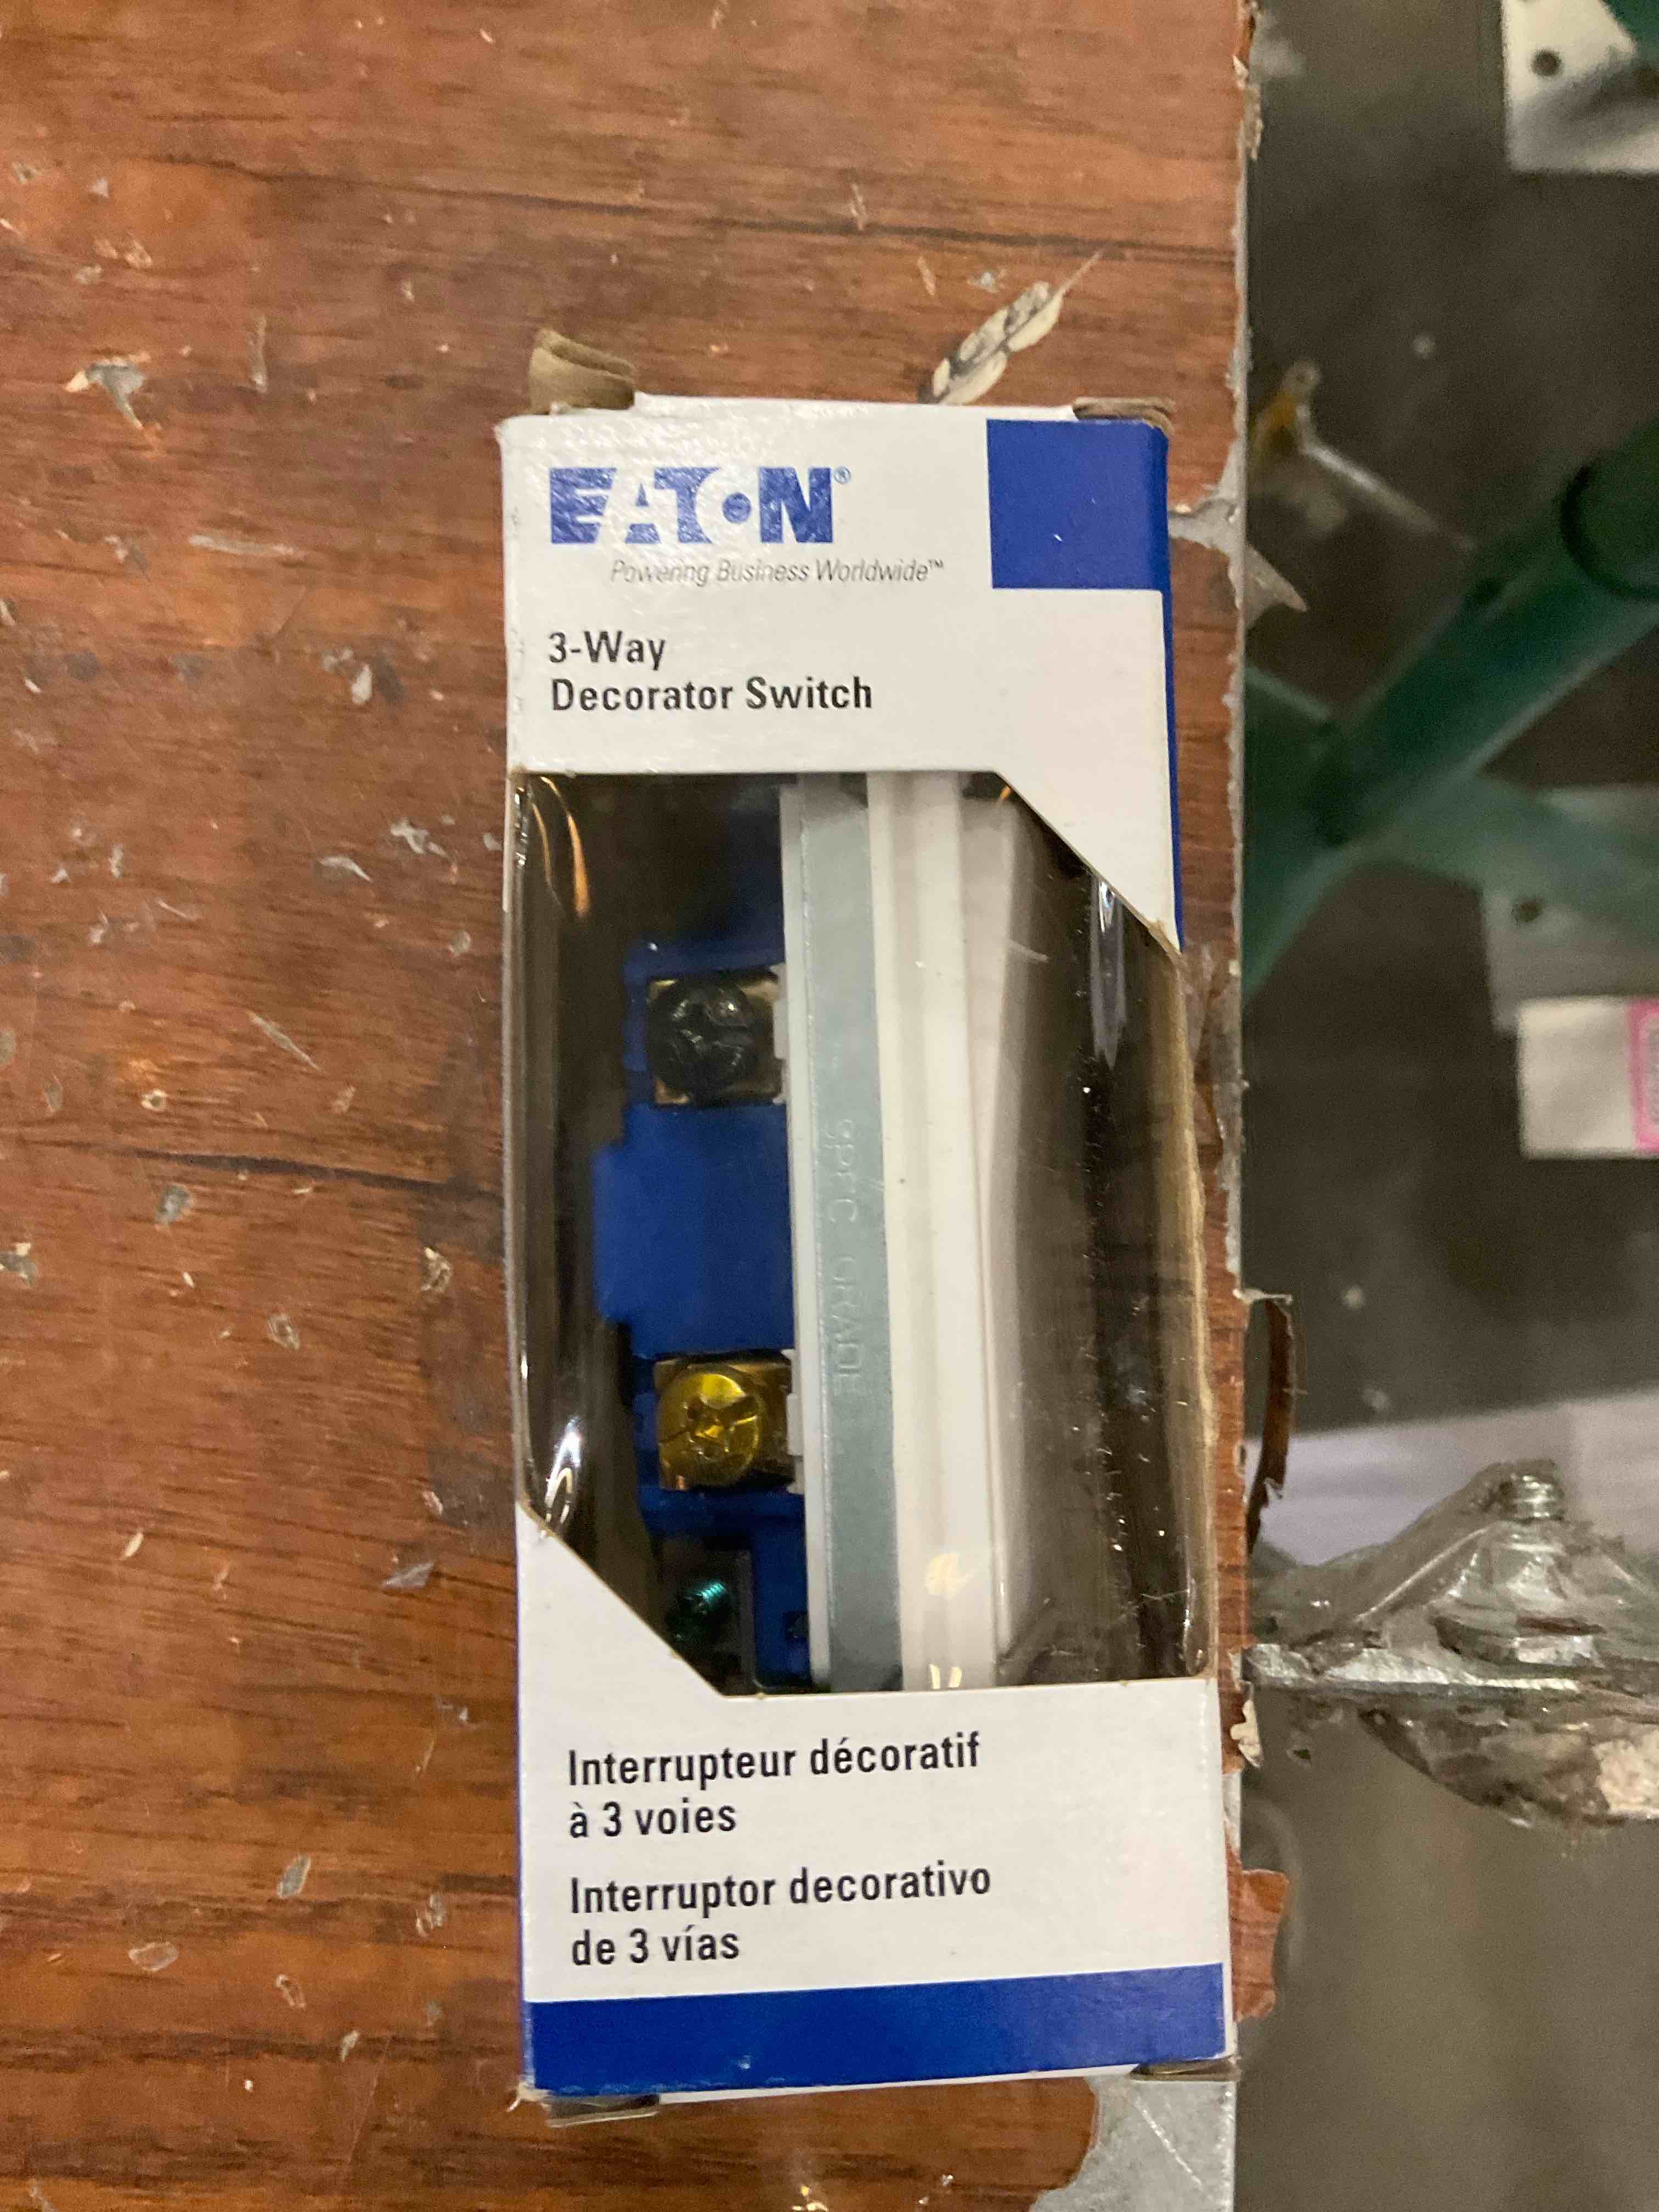 EATON®
Powering Business Worldwide™
3-Way
Decorator Switch
SPEC GRADE
Interrupteur décoratif
à 3 voies
Interruptor decorativo
de 3 vías